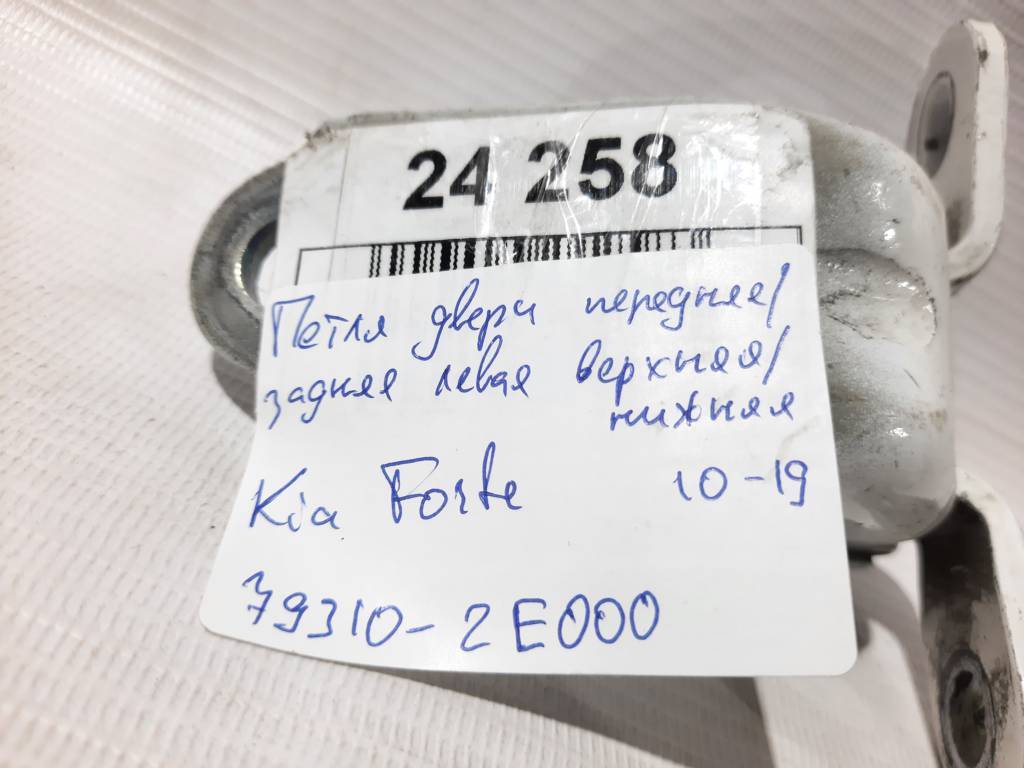 24 258
Петля двери передняя/
задняя левая верхняя/
нижняя
Kia Forte 10-19
79310-2E000